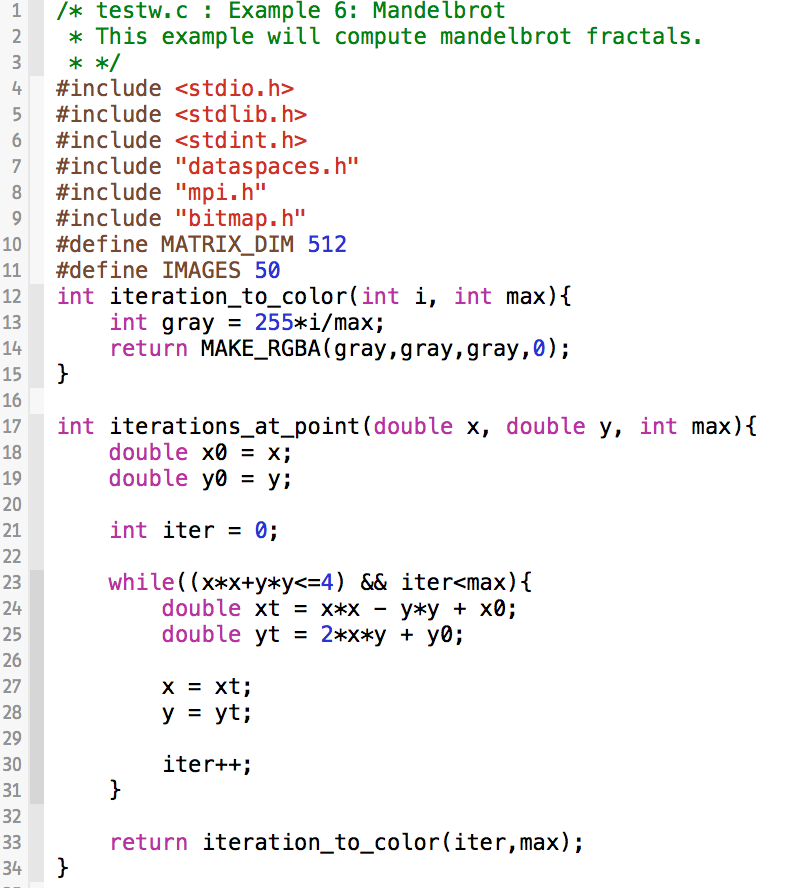 1 /* testw.c : Example 6: Mandelbrot
2  * This example will compute mandelbrot fractals.
3  * */
4 #include <stdio.h>
5 #include <stdlib.h>
6 #include <stdint.h>
7 #include "dataspaces.h"
8 #include "mpi.h"
9 #include "bitmap.h"
10 #define MATRIX_DIM 512
11 #define IMAGES 50
12 int iteration_to_color(int i, int max){
13     int gray = 255*i/max;
14     return MAKE_RGBA(gray,gray,gray,0);
15 }
16
17 int iterations_at_point(double x, double y, int max){
18     double x0 = x;
19     double y0 = y;
20
21     int iter = 0;
22
23     while((x*x+y*y<=4) && iter<max){
24         double xt = x*x - y*y + x0;
25         double yt = 2*x*y + y0;
26
27         x = xt;
28         y = yt;
29
30         iter++;
31     }
32
33     return iteration_to_color(iter,max);
34 }